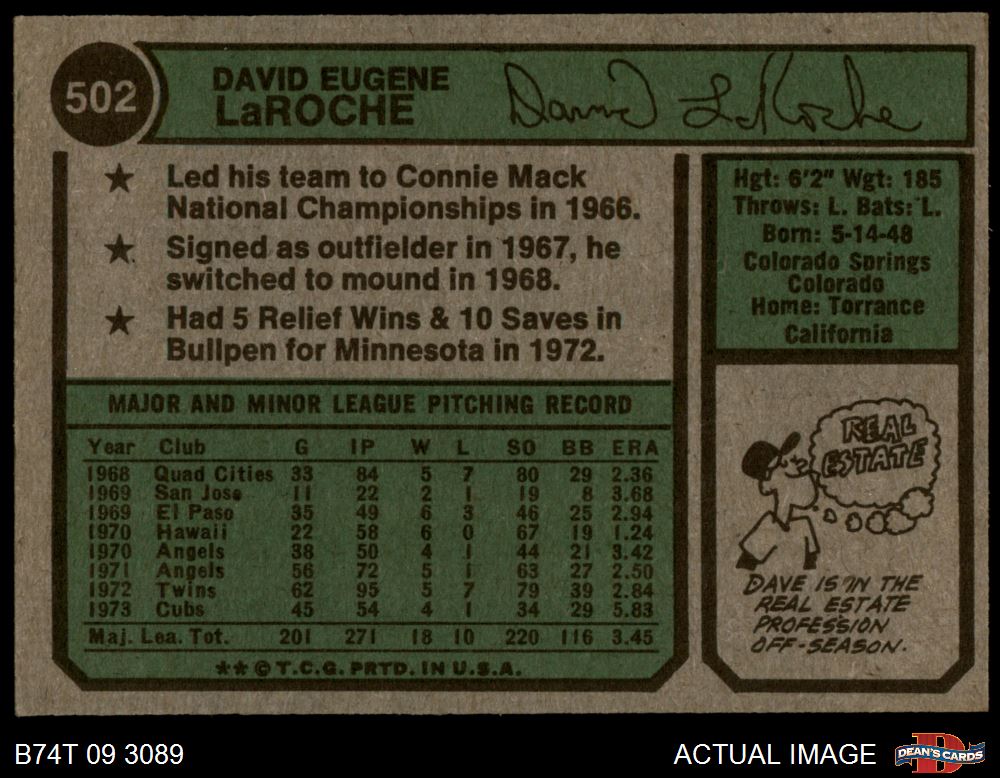 502
DAVID EUGENE
LaROCHE
David LaRoche
★ Led his team to Connie Mack
National Championships in 1966.
★ Signed as outfielder in 1967, he
switched to mound in 1968.
★ Had 5 Relief Wins & 10 Saves in
Bullpen for Minnesota in 1972.
Hgt: 6'2" Wgt: 185
Throws: L. Bats: L.
Born: 5-14-48
Colorado Springs
Colorado
Home: Torrance
California
MAJOR AND MINOR LEAGUE PITCHING RECORD
Year Club G IP W L SO BB ERA
1968 Quad Cities 33 84 5 7 80 29 2.36
1969 San Jose 11 22 2 1 19 8 3.68
1969 El Paso 35 49 6 3 46 25 2.94
1970 Hawaii 22 58 6 0 67 19 1.24
1970 Angels 38 50 4 1 44 21 3.42
1971 Angels 56 72 5 1 63 27 2.50
1972 Twins 62 95 5 7 79 39 2.84
1973 Cubs 45 54 4 1 34 29 5.83
Maj. Lea. Tot. 201 271 18 10 220 116 3.45
** © T.C.G. PRTD. IN U.S.A.
REAL
ESTATE
DAVE IS IN THE
REAL ESTATE
PROFESSION
OFF-SEASON.
B74T 09 3089
ACTUAL IMAGE
DEAN'S CARDS